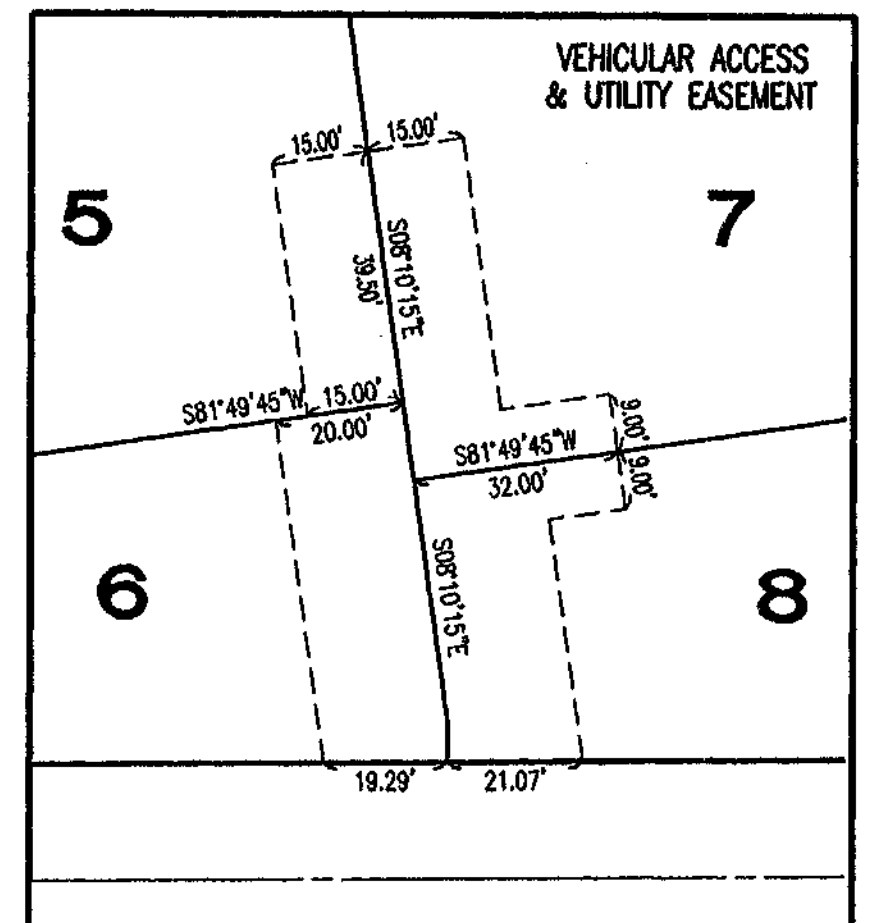 VEHICULAR ACCESS
& UTILITY EASEMENT
15.00'
15.00'
5
7
S08°10'15"E
39.50'
S81°49'45"W
15.00'
20.00'
9.00'
S81°49'45"W
32.00'
9.00'
S08°10'15"E
6
8
19.29'
21.07'